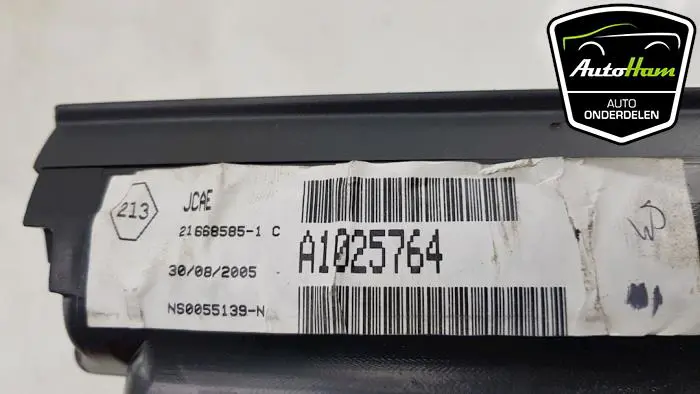 AutoHam
AUTO
ONDERDELEN
213
JCAE
21668585-1 C
30/08/2005
NS0055139-N
A1025764